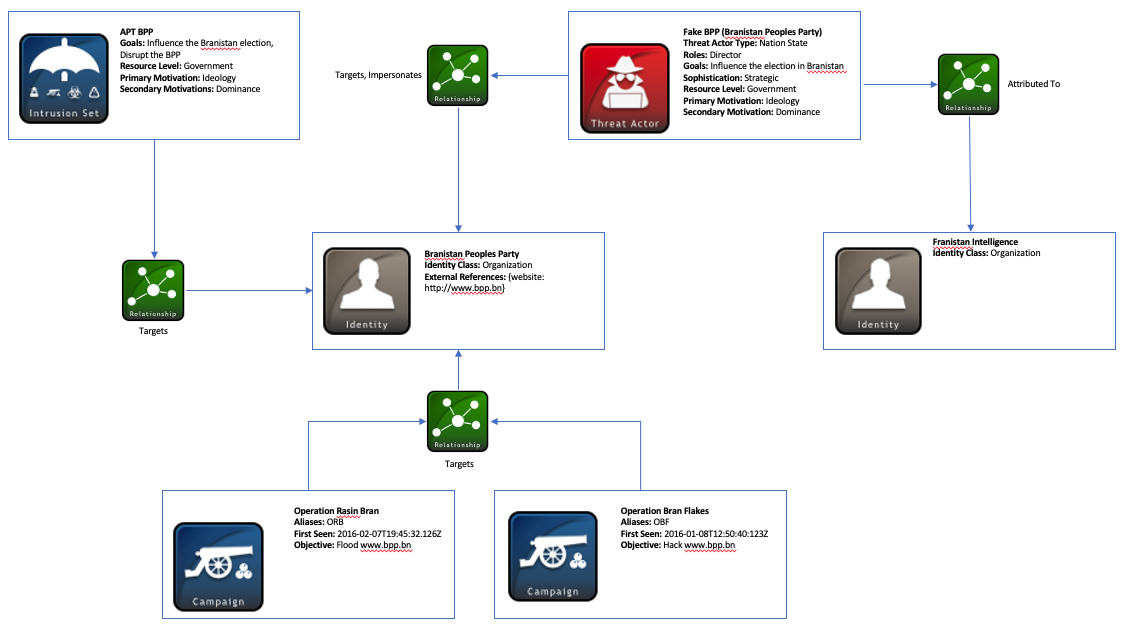 APT BPP
Goals: Influence the Branistan election,
Disrupt the BPP
Resource Level: Government
Primary Motivation: Ideology
Secondary Motivations: Dominance
Intrusion Set
Targets, Impersonates
Relationship
Fake BPP (Branistan Peoples Party)
Threat Actor Type: Nation State
Roles: Director
Goals: Influence the election in Branistan
Sophistication: Strategic
Resource Level: Government
Primary Motivation: Ideology
Secondary Motivation: Dominance
Threat Actor
Relationship
Attributed To
Relationship
Targets
Branistan Peoples Party
Identity Class: Organization
External References: {website:
http://www.bpp.bn}
Identity
Franistan Intelligence
Identity Class: Organization
Identity
Relationship
Targets
Operation Rasin Bran
Aliases: ORB
First Seen: 2016-02-07T19:45:32.126Z
Objective: Flood www.bpp.bn
Campaign
Operation Bran Flakes
Aliases: OBF
First Seen: 2016-01-08T12:50:40:123Z
Objective: Hack www.bpp.bn
Campaign